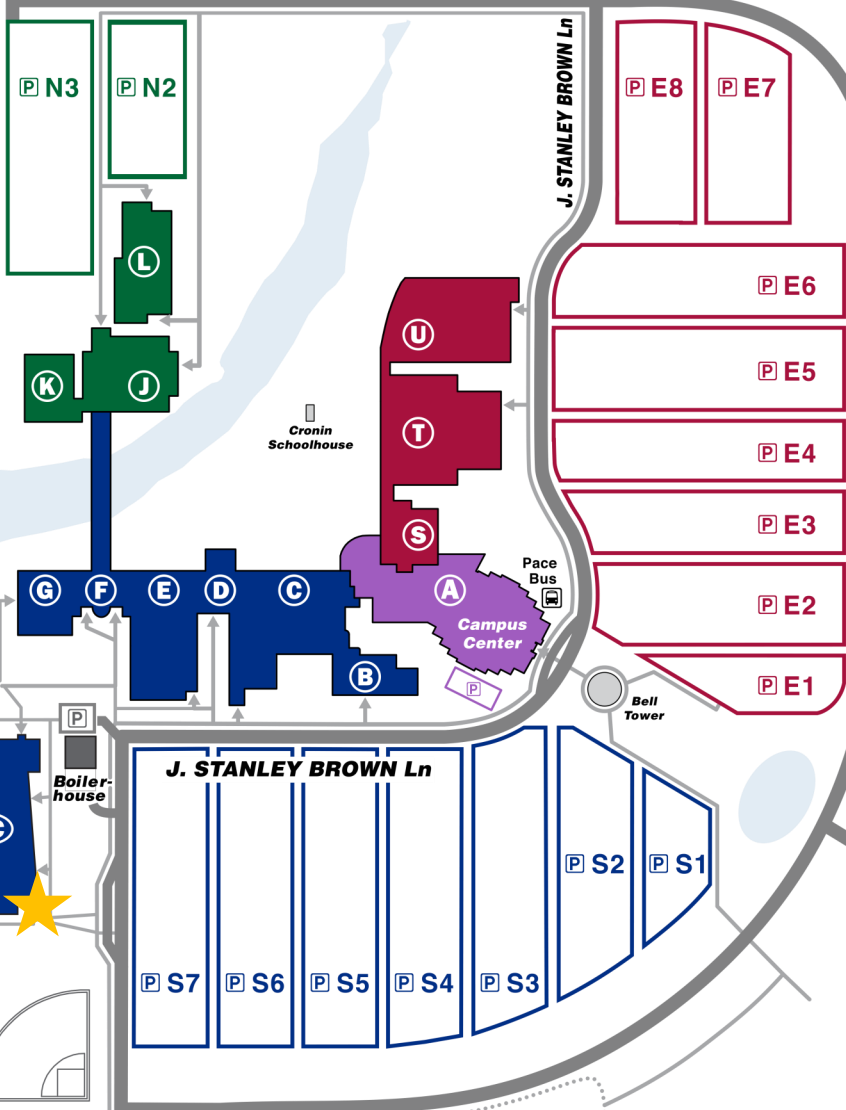 P N3
P N2
J. STANLEY BROWN Ln
P E8
P E7
L
P E6
U
K
J
P E5
Cronin
Schoolhouse
T
P E4
S
P E3
Pace
Bus
G
F
E
D
C
A
P E2
Campus
Center
B
P
P E1
Bell
Tower
P
J. STANLEY BROWN Ln
Boiler-
house
P S2
P S1
P S7
P S6
P S5
P S4
P S3